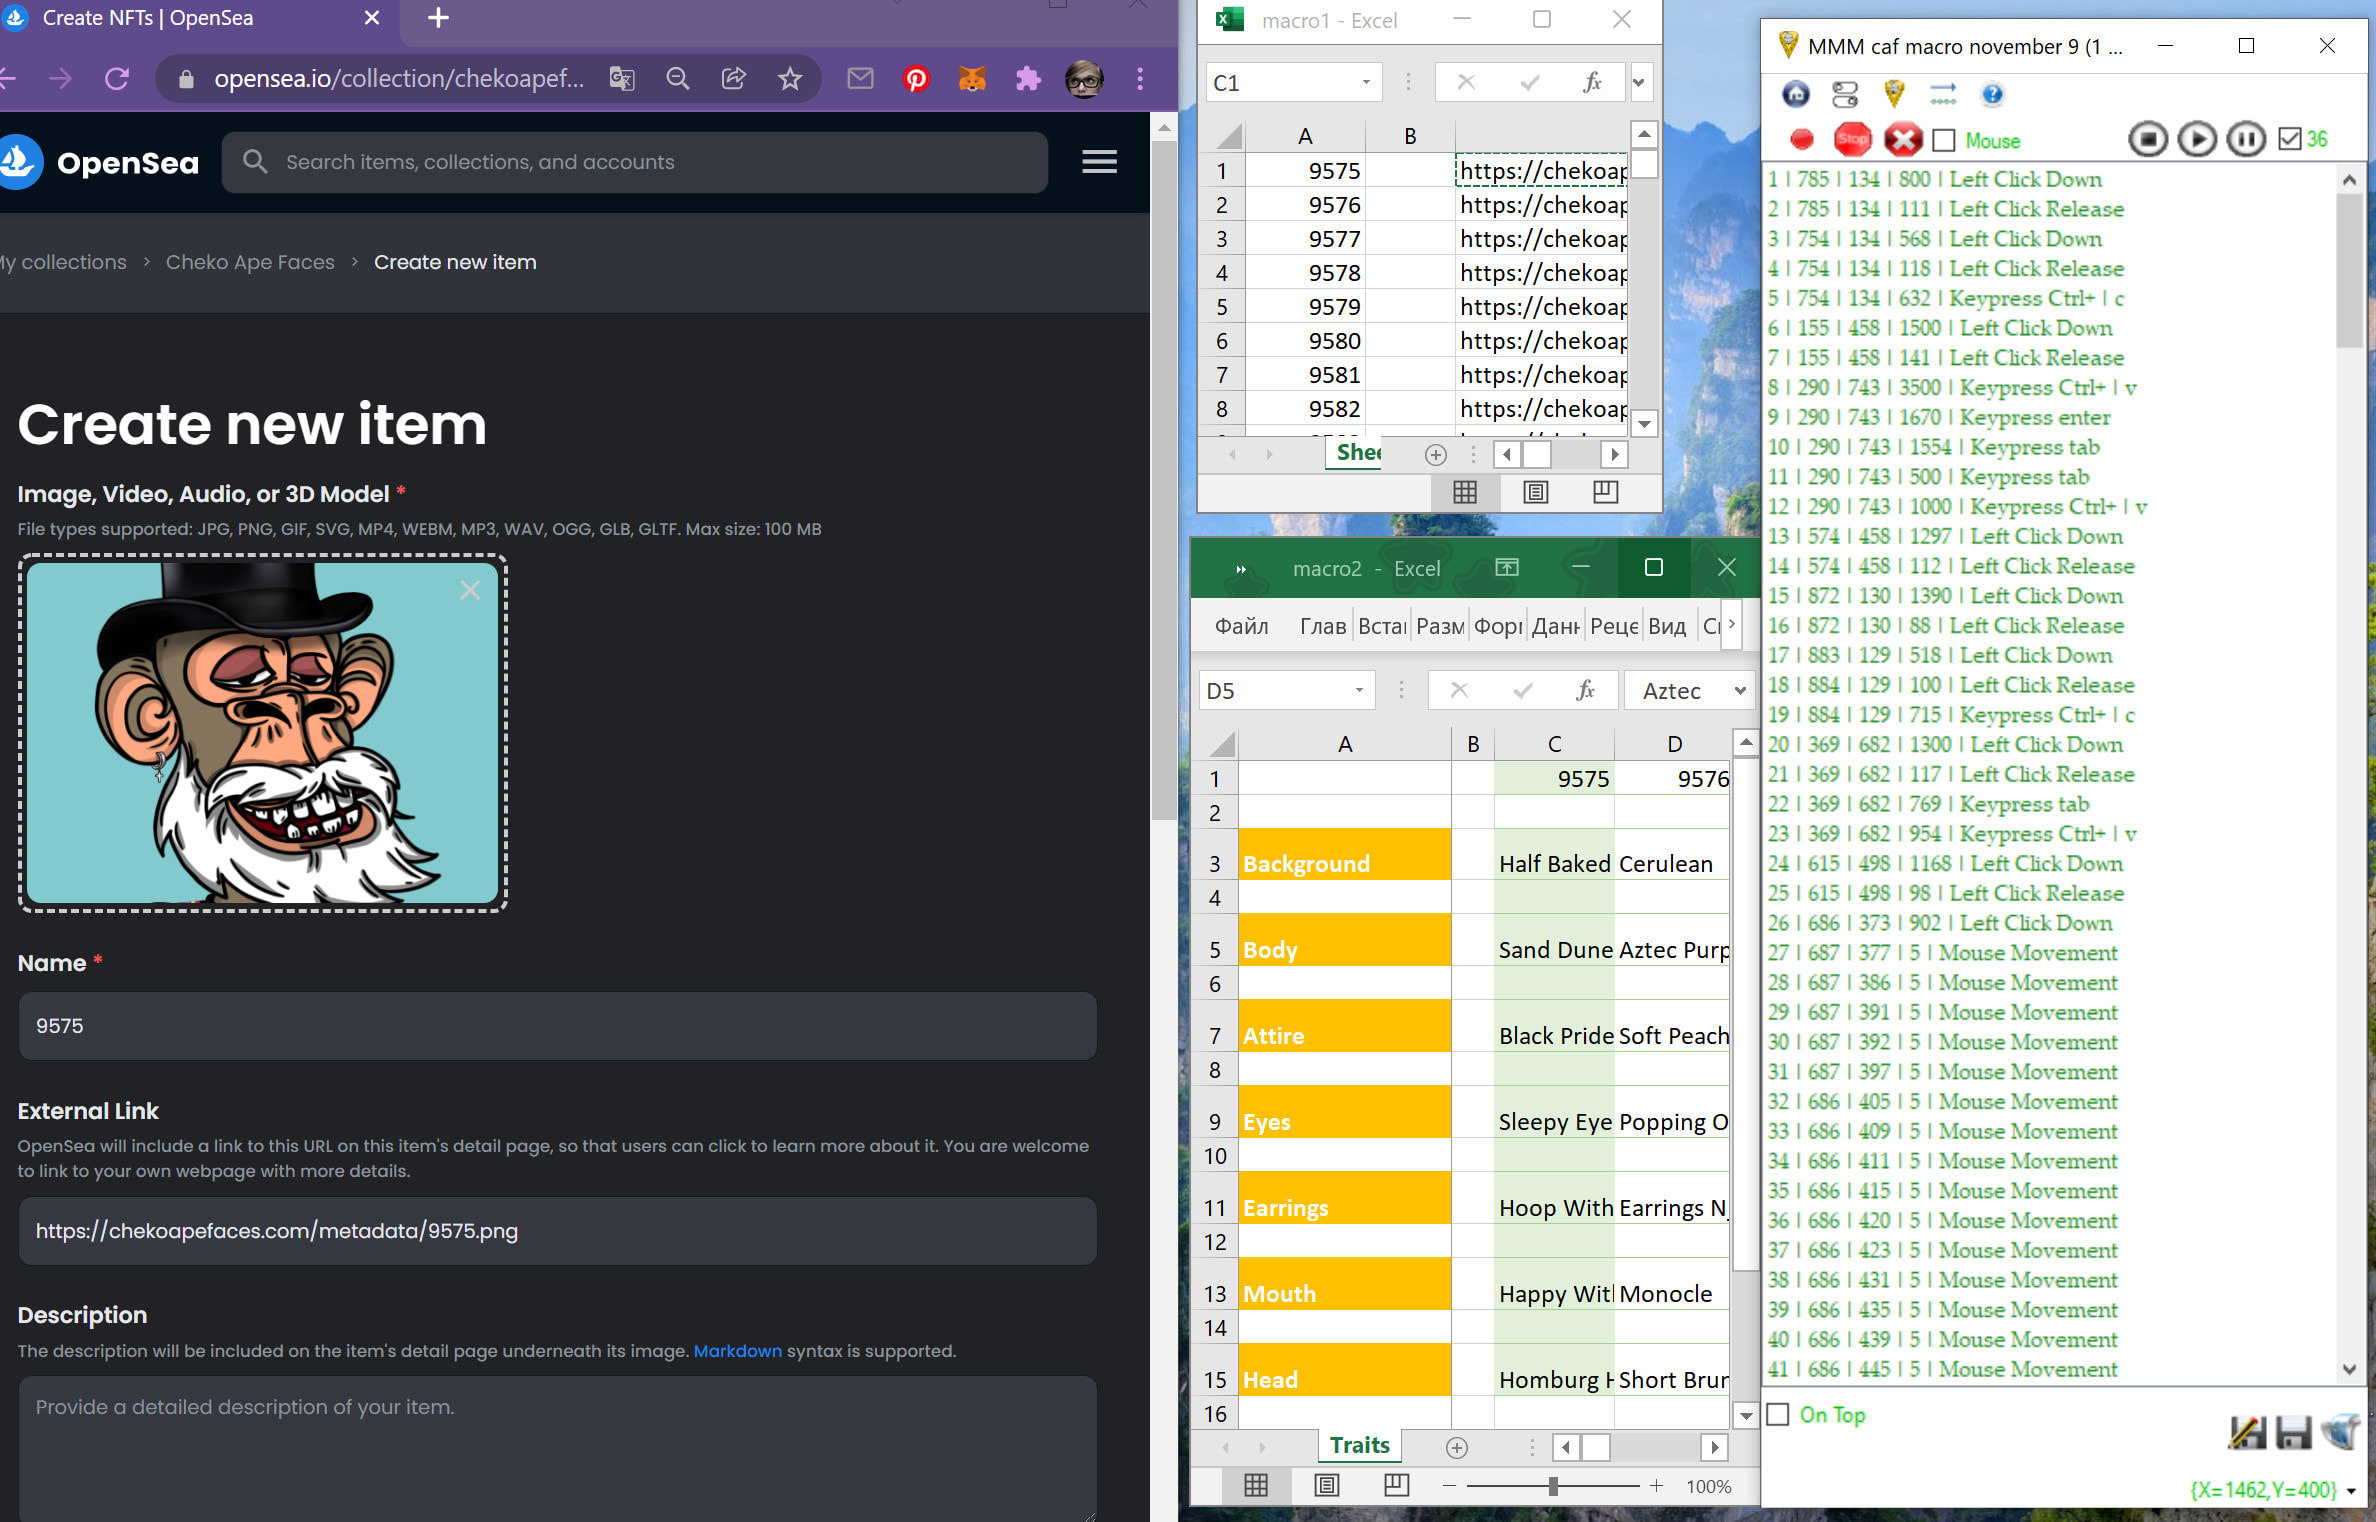 Create NFTs | OpenSea
opensea.io/collection/chekoapef...
OpenSea
Search items, collections, and accounts
My collections > Cheko Ape Faces > Create new item
Create new item
Image, Video, Audio, or 3D Model *
File types supported: JPG, PNG, GIF, SVG, MP4, WEBM, MP3, WAV, OGG, GLB, GLTF. Max size: 100 MB
Name *
9575
External Link
OpenSea will include a link to this URL on this item's detail page, so that users can click to learn more about it. You are welcome
to link to your own webpage with more details.
https://chekoapefaces.com/metadata/9575.png
Description
The description will be included on the item's detail page underneath its image. Markdown syntax is supported.
Provide a detailed description of your item.
macro1 - Excel
C1
fx
A B
1 9575 https://chekoap
2 9576 https://chekoap
3 9577 https://chekoap
4 9578 https://chekoap
5 9579 https://chekoap
6 9580 https://chekoap
7 9581 https://chekoap
8 9582 https://chekoap
Shee
macro2 - Excel
Файл Глав Вста Разм Фор Дан Реце Вид С
D5 fx Aztec
A B C D
1 9575 9576
2
3 Background Half Baked Cerulean
4
5 Body Sand Dune Aztec Purp
6
7 Attire Black Pride Soft Peach
8
9 Eyes Sleepy Eye Popping O
10
11 Earrings Hoop With Earrings N
12
13 Mouth Happy Wit Monocle
14
15 Head Homburg H Short Brur
16
Traits
100%
MMM caf macro november 9 (1 ...
Stop Mouse 36
1 | 785 | 134 | 800 | Left Click Down
2 | 785 | 134 | 111 | Left Click Release
3 | 754 | 134 | 568 | Left Click Down
4 | 754 | 134 | 118 | Left Click Release
5 | 754 | 134 | 632 | Keypress Ctrl+ | c
6 | 155 | 458 | 1500 | Left Click Down
7 | 155 | 458 | 141 | Left Click Release
8 | 290 | 743 | 3500 | Keypress Ctrl+ | v
9 | 290 | 743 | 1670 | Keypress enter
10 | 290 | 743 | 1554 | Keypress tab
11 | 290 | 743 | 500 | Keypress tab
12 | 290 | 743 | 1000 | Keypress Ctrl+ | v
13 | 574 | 458 | 1297 | Left Click Down
14 | 574 | 458 | 112 | Left Click Release
15 | 872 | 130 | 1390 | Left Click Down
16 | 872 | 130 | 88 | Left Click Release
17 | 883 | 129 | 518 | Left Click Down
18 | 884 | 129 | 100 | Left Click Release
19 | 884 | 129 | 715 | Keypress Ctrl+ | c
20 | 369 | 682 | 1300 | Left Click Down
21 | 369 | 682 | 117 | Left Click Release
22 | 369 | 682 | 769 | Keypress tab
23 | 369 | 682 | 954 | Keypress Ctrl+ | v
24 | 615 | 498 | 1168 | Left Click Down
25 | 615 | 498 | 98 | Left Click Release
26 | 686 | 373 | 902 | Left Click Down
27 | 687 | 377 | 5 | Mouse Movement
28 | 687 | 386 | 5 | Mouse Movement
29 | 687 | 391 | 5 | Mouse Movement
30 | 687 | 392 | 5 | Mouse Movement
31 | 687 | 397 | 5 | Mouse Movement
32 | 686 | 405 | 5 | Mouse Movement
33 | 686 | 409 | 5 | Mouse Movement
34 | 686 | 411 | 5 | Mouse Movement
35 | 686 | 415 | 5 | Mouse Movement
36 | 686 | 420 | 5 | Mouse Movement
37 | 686 | 423 | 5 | Mouse Movement
38 | 686 | 431 | 5 | Mouse Movement
39 | 686 | 435 | 5 | Mouse Movement
40 | 686 | 439 | 5 | Mouse Movement
41 | 686 | 445 | 5 | Mouse Movement
On Top
{X=1462,Y=400}